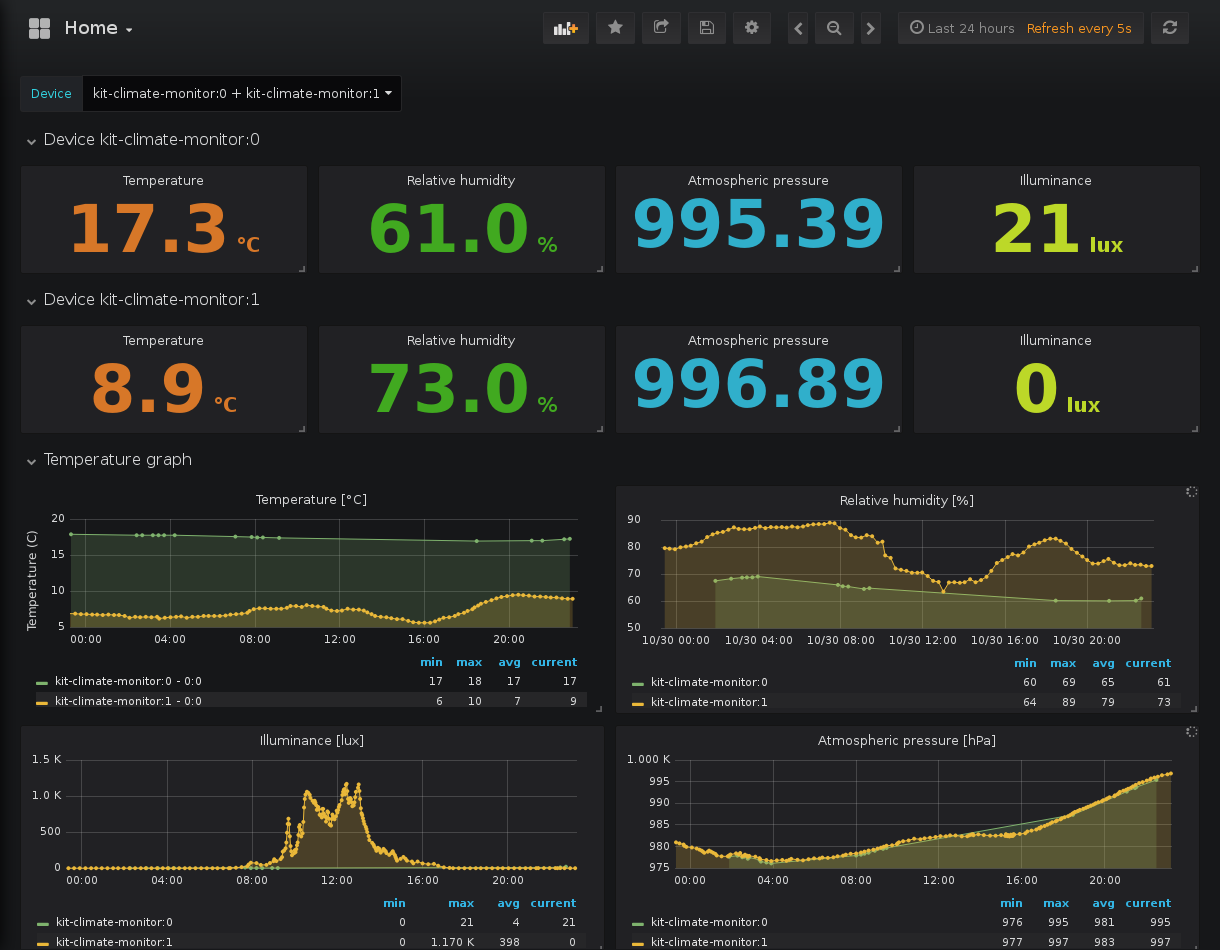 Home
Last 24 hours Refresh every 5s
Device kit-climate-monitor:0 + kit-climate-monitor:1
Device kit-climate-monitor:0
Temperature Relative humidity Atmospheric pressure Illuminance
17.3 °C 61.0 % 995.39 21 lux
Device kit-climate-monitor:1
Temperature Relative humidity Atmospheric pressure Illuminance
8.9 °C 73.0 % 996.89 0 lux
Temperature graph
Temperature [°C]
Temperature (C)
20
15
10
5
00:00 04:00 08:00 12:00 16:00 20:00
min max avg current
kit-climate-monitor:0 - 0:0 17 18 17 17
kit-climate-monitor:1 - 0:0 6 10 7 9
Relative humidity [%]
90
80
70
60
50
10/30 00:00 10/30 04:00 10/30 08:00 10/30 12:00 10/30 16:00 10/30 20:00
min max avg current
kit-climate-monitor:0 60 69 65 61
kit-climate-monitor:1 64 89 79 73
Illuminance [lux]
1.5 K
1.0 K
500
0
00:00 04:00 08:00 12:00 16:00 20:00
min max avg current
kit-climate-monitor:0 0 21 4 21
kit-climate-monitor:1 0 1.170 K 398 0
Atmospheric pressure [hPa]
1.000 K
995
990
985
980
975
00:00 04:00 08:00 12:00 16:00 20:00
min max avg current
kit-climate-monitor:0 976 995 981 995
kit-climate-monitor:1 977 997 983 997